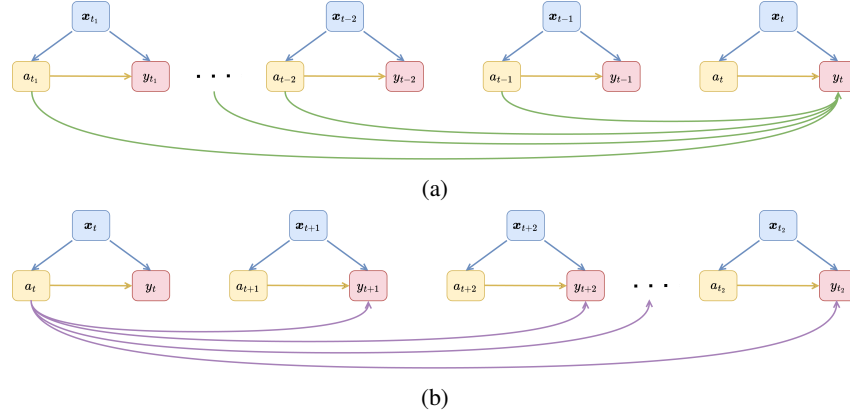 x_{t_1} x_{t-2} x_{t-1} x_t
a_{t_1} y_{t_1} · · · a_{t-2} y_{t-2} a_{t-1} y_{t-1} a_t y_t
(a)
x_t x_{t+1} x_{t+2} x_{t_2}
a_t y_t a_{t+1} y_{t+1} a_{t+2} y_{t+2} · · · a_{t_2} y_{t_2}
(b)